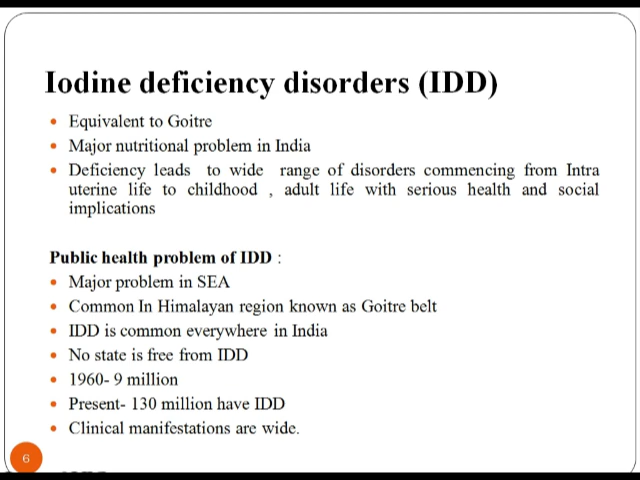 Iodine deficiency disorders (IDD)
• Equivalent to Goitre
• Major nutritional problem in India
• Deficiency leads to wide range of disorders commencing from Intra
uterine life to childhood , adult life with serious health and social
implications
Public health problem of IDD :
• Major problem in SEA
• Common In Himalayan region known as Goitre belt
• IDD is common everywhere in India
• No state is free from IDD
• 1960- 9 million
• Present- 130 million have IDD
• Clinical manifestations are wide.
6